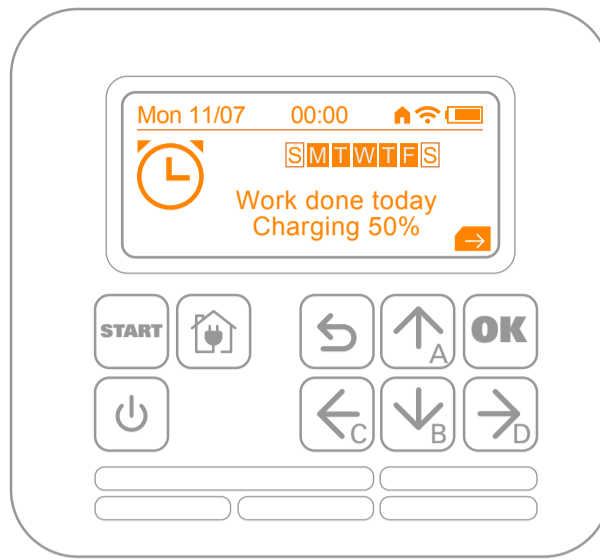 Mon 11/07 00:00
SMTWTFS
Work done today
Charging 50%
START
OK
A
C
B
D